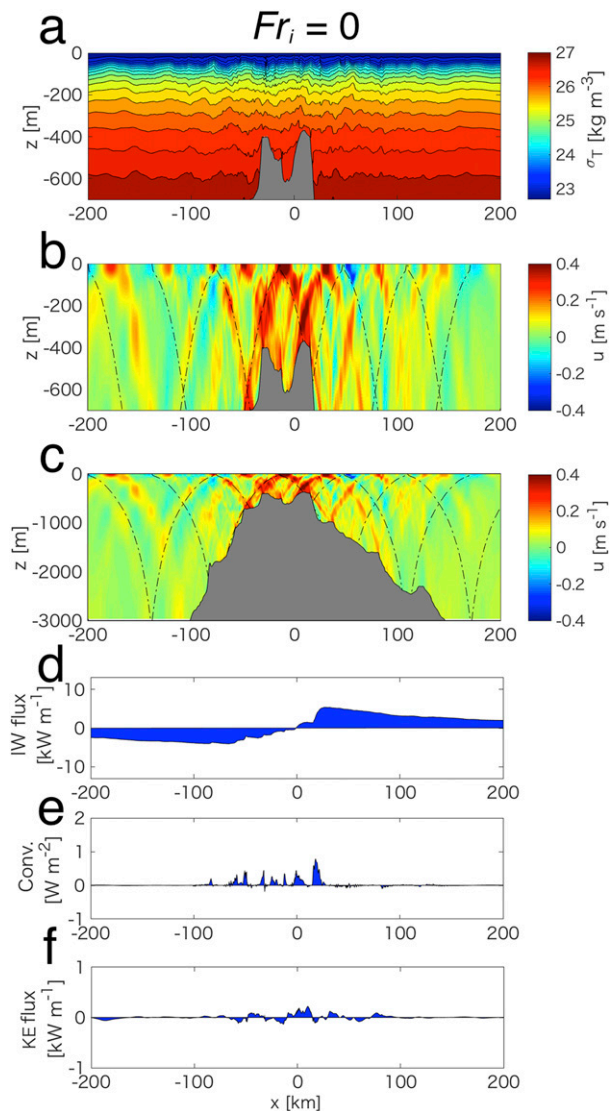 a
Fr_i = 0
0
-200
-400
-600
z [m]
-200 -100 0 100 200
27
26
25
24
23
σ_T [kg m⁻³]
b
0
-200
-400
-600
z [m]
-200 -100 0 100 200
0.4
0.2
0
-0.2
-0.4
u [m s⁻¹]
c
0
-1000
-2000
-3000
z [m]
-200 -100 0 100 200
0.4
0.2
0
-0.2
-0.4
u [m s⁻¹]
d
IW flux
[kW m⁻¹]
10
0
-10
-200 -100 0 100 200
e
Conv.
[W m⁻²]
2
1
0
-1
-200 -100 0 100 200
f
KE flux
[kW m⁻¹]
1
0
-1
-200 -100 0 100 200
x [km]